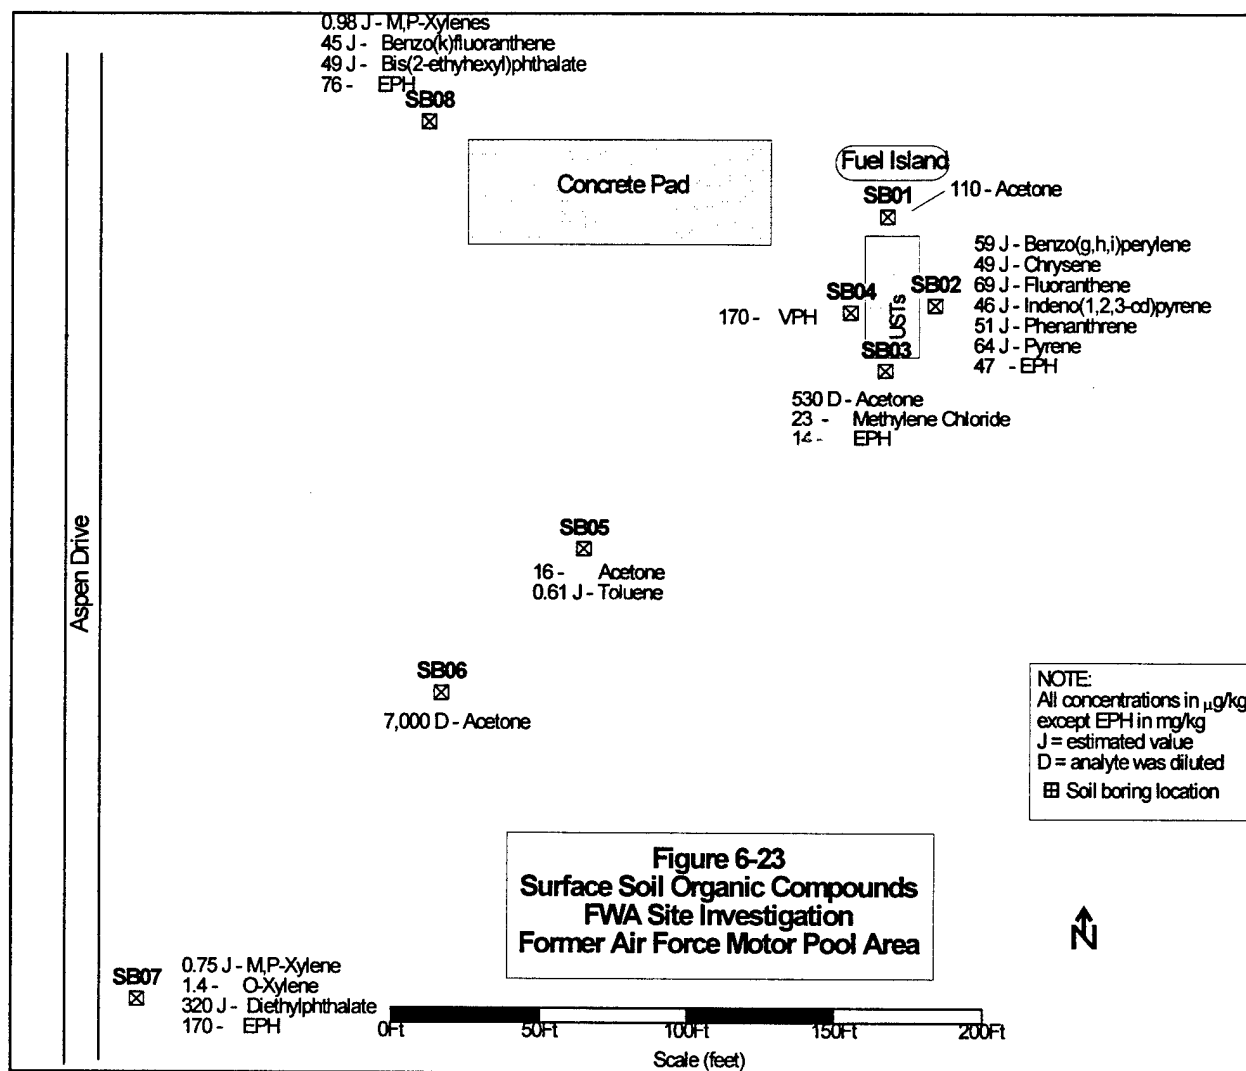 0.98 J - M,P-Xylenes
45 J - Benzo(k)fluoranthene
49 J - Bis(2-ethyhexyl)phthalate
76 - EPH
SB08
Concrete Pad
Fuel Island
SB01
110 - Acetone
59 J - Benzo(g,h,i)perylene
49 J - Chrysene
69 J - Fluoranthene
46 J - Indeno(1,2,3-cd)pyrene
51 J - Phenanthrene
64 J - Pyrene
47 - EPH
SB02
SB04
170 - VPH
USTs
SB03
530 D - Acetone
23 - Methylene Chloride
14 - EPH
Aspen Drive
SB05
16 - Acetone
0.61 J - Toluene
SB06
7,000 D - Acetone
NOTE:
All concentrations in µg/kg
except EPH in mg/kg
J = estimated value
D = analyte was diluted
Soil boring location
Figure 6-23
Surface Soil Organic Compounds
FWA Site Investigation
Former Air Force Motor Pool Area
N
SB07
0.75 J - M,P-Xylene
1.4 - O-Xylene
320 J - Diethylphthalate
170 - EPH
0Ft 50Ft 100Ft 150Ft 200Ft
Scale (feet)